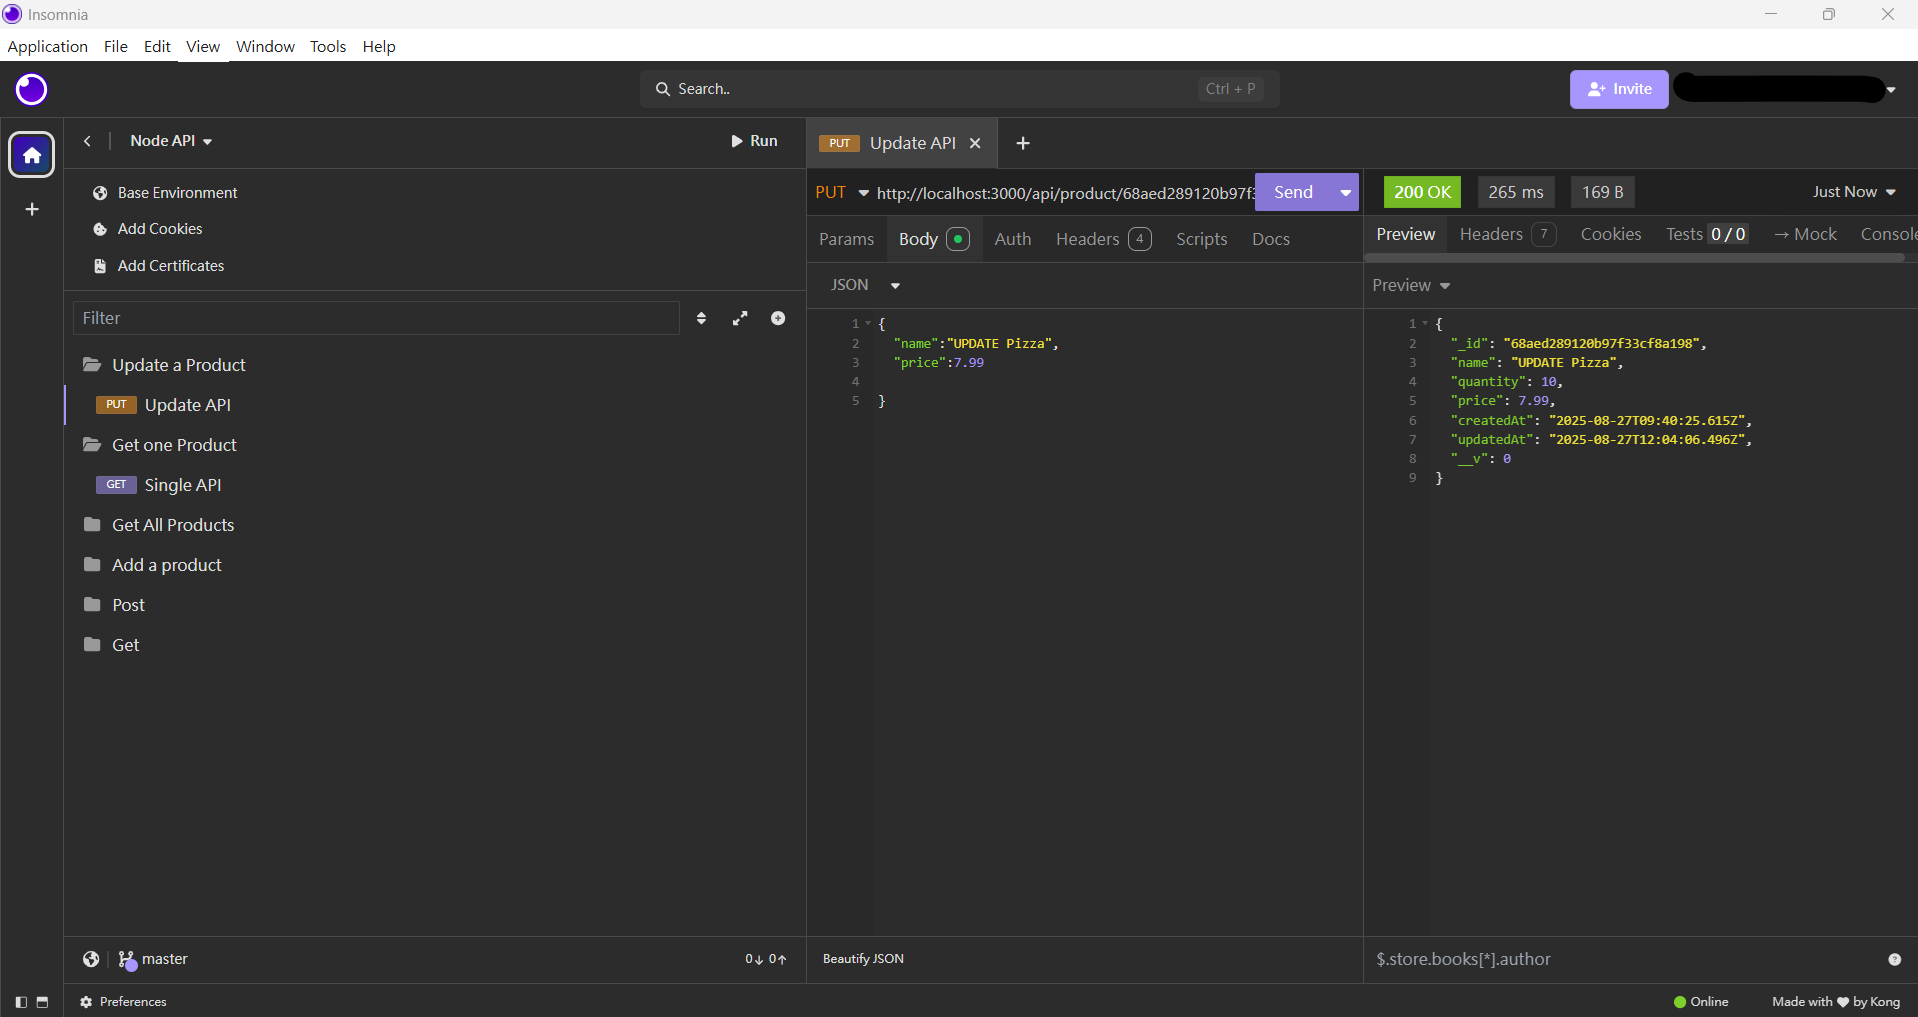 Insomnia
Application File Edit View Window Tools Help
Search.. Ctrl + P
Invite
Node API
Run
PUT Update API
Base Environment
Add Cookies
Add Certificates
Filter
Update a Product
PUT Update API
Get one Product
GET Single API
Get All Products
Add a product
Post
Get
master
0↓ 0↑
PUT http://localhost:3000/api/product/68aed289120b97f3
Send
Params Body Auth Headers 4 Scripts Docs
JSON
1 {
2 "name":"UPDATE Pizza",
3 "price":7.99
4
5 }
Beautify JSON
200 OK 265 ms 169 B Just Now
Preview Headers 7 Cookies Tests 0 / 0 → Mock Console
Preview
1 {
2 "_id": "68aed289120b97f33cf8a198",
3 "name": "UPDATE Pizza",
4 "quantity": 10,
5 "price": 7.99,
6 "createdAt": "2025-08-27T09:40:25.615Z",
7 "updatedAt": "2025-08-27T12:04:06.496Z",
8 "__v": 0
9 }
$.store.books[*].author
Preferences
Online
Made with ♥ by Kong